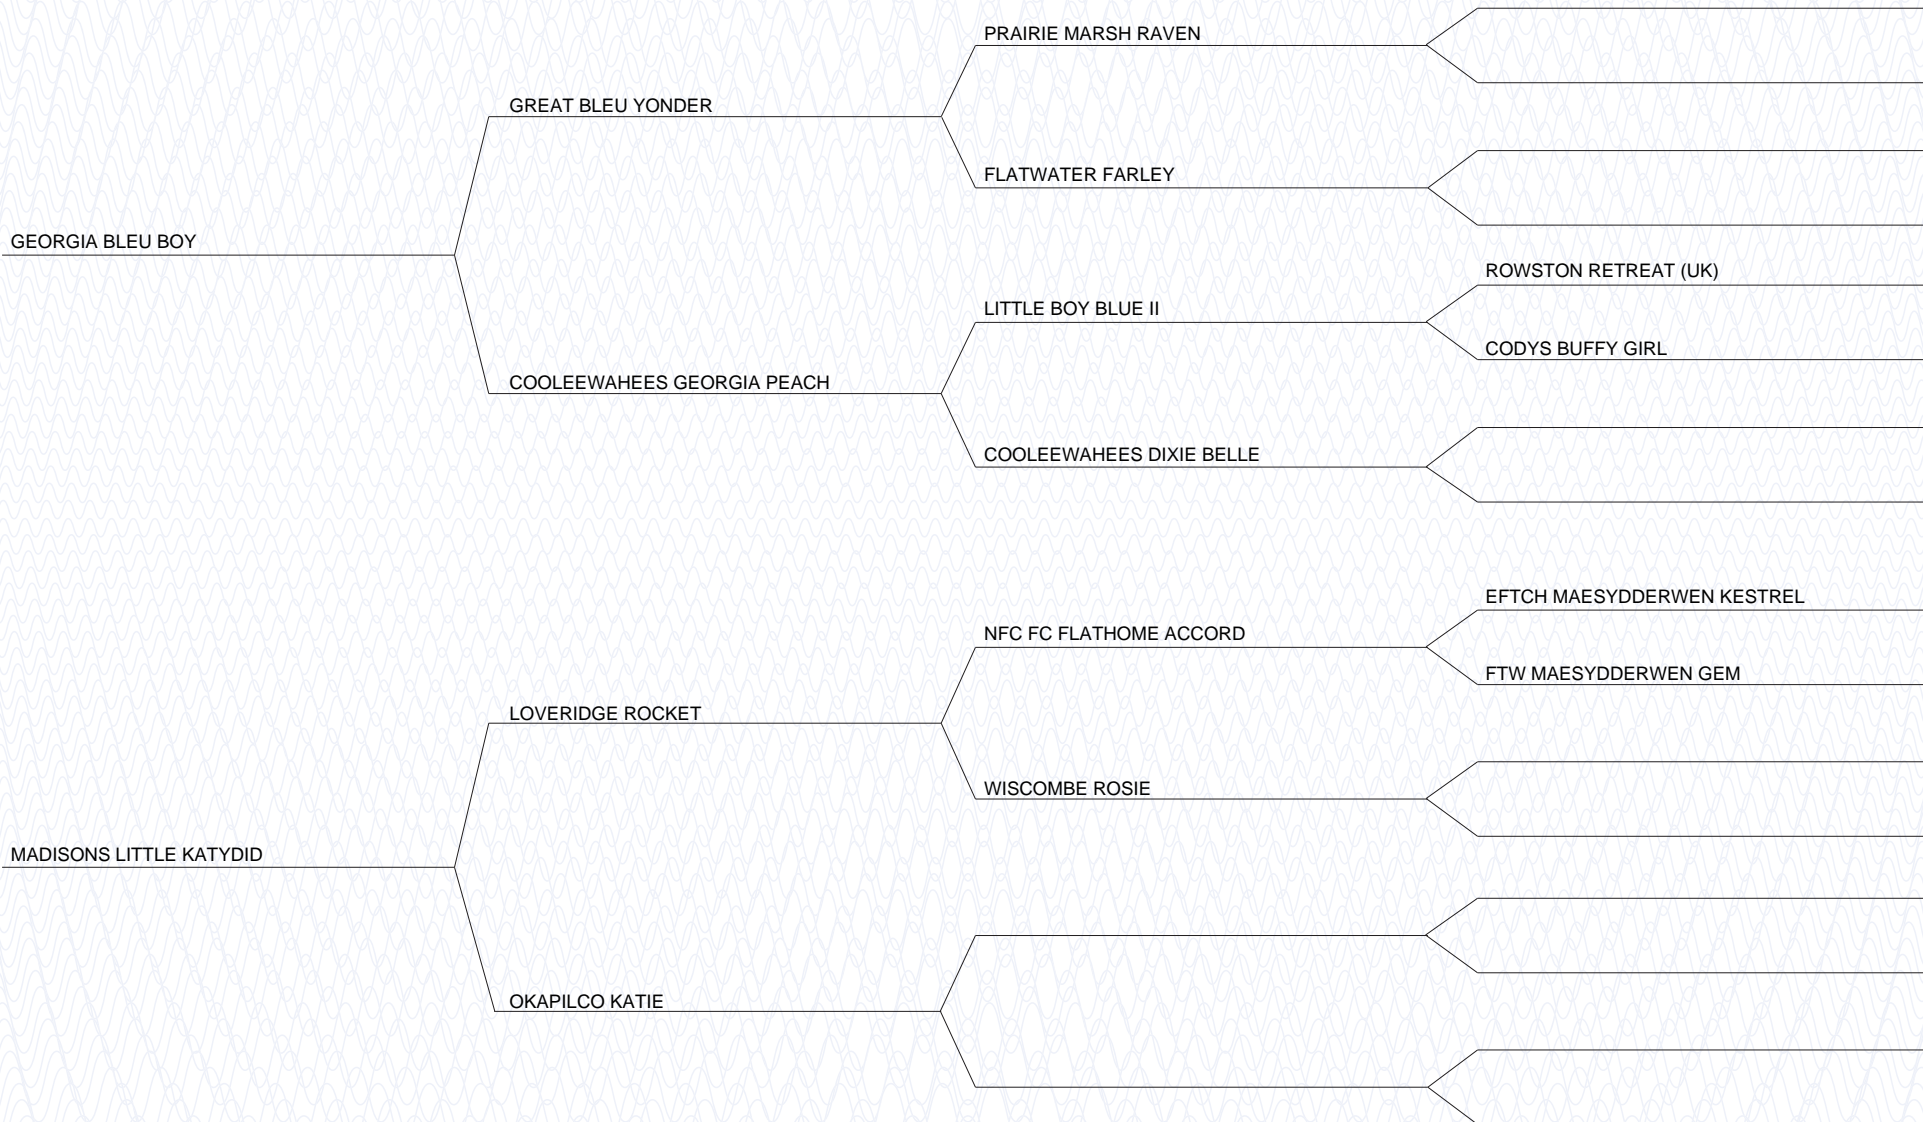 PRAIRIE MARSH RAVEN
GREAT BLEU YONDER
FLATWATER FARLEY
GEORGIA BLEU BOY
ROWSTON RETREAT (UK)
LITTLE BOY BLUE II
CODYS BUFFY GIRL
COOLEEWAHEES GEORGIA PEACH
COOLEEWAHEES DIXIE BELLE
EFTCH MAESYDDERWEN KESTREL
NFC FC FLATHOME ACCORD
FTW MAESYDDERWEN GEM
LOVERIDGE ROCKET
WISCOMBE ROSIE
MADISONS LITTLE KATYDID
OKAPILCO KATIE